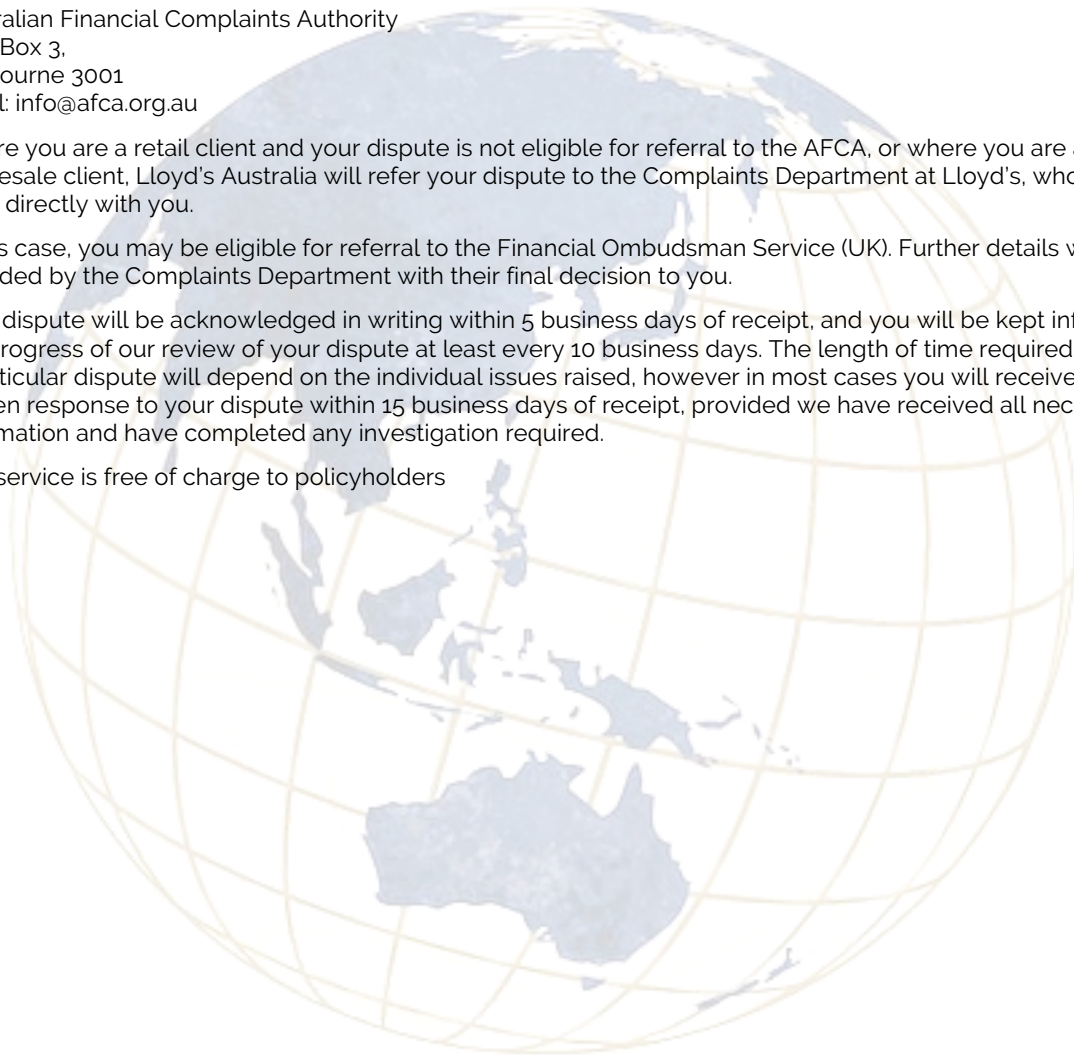 ralian Financial Complaints Authority
Box 3,
ourne 3001
l: info@afca.org.au
re you are a retail client and your dispute is not eligible for referral to the AFCA, or where you are a
esale client, Lloyd's Australia will refer your dispute to the Complaints Department at Lloyd's, who
directly with you.
s case, you may be eligible for referral to the Financial Ombudsman Service (UK). Further details w
ded by the Complaints Department with their final decision to you.
dispute will be acknowledged in writing within 5 business days of receipt, and you will be kept inf
rogress of our review of your dispute at least every 10 business days. The length of time required
ticular dispute will depend on the individual issues raised, however in most cases you will receive
en response to your dispute within 15 business days of receipt, provided we have received all nec
mation and have completed any investigation required.
service is free of charge to policyholders